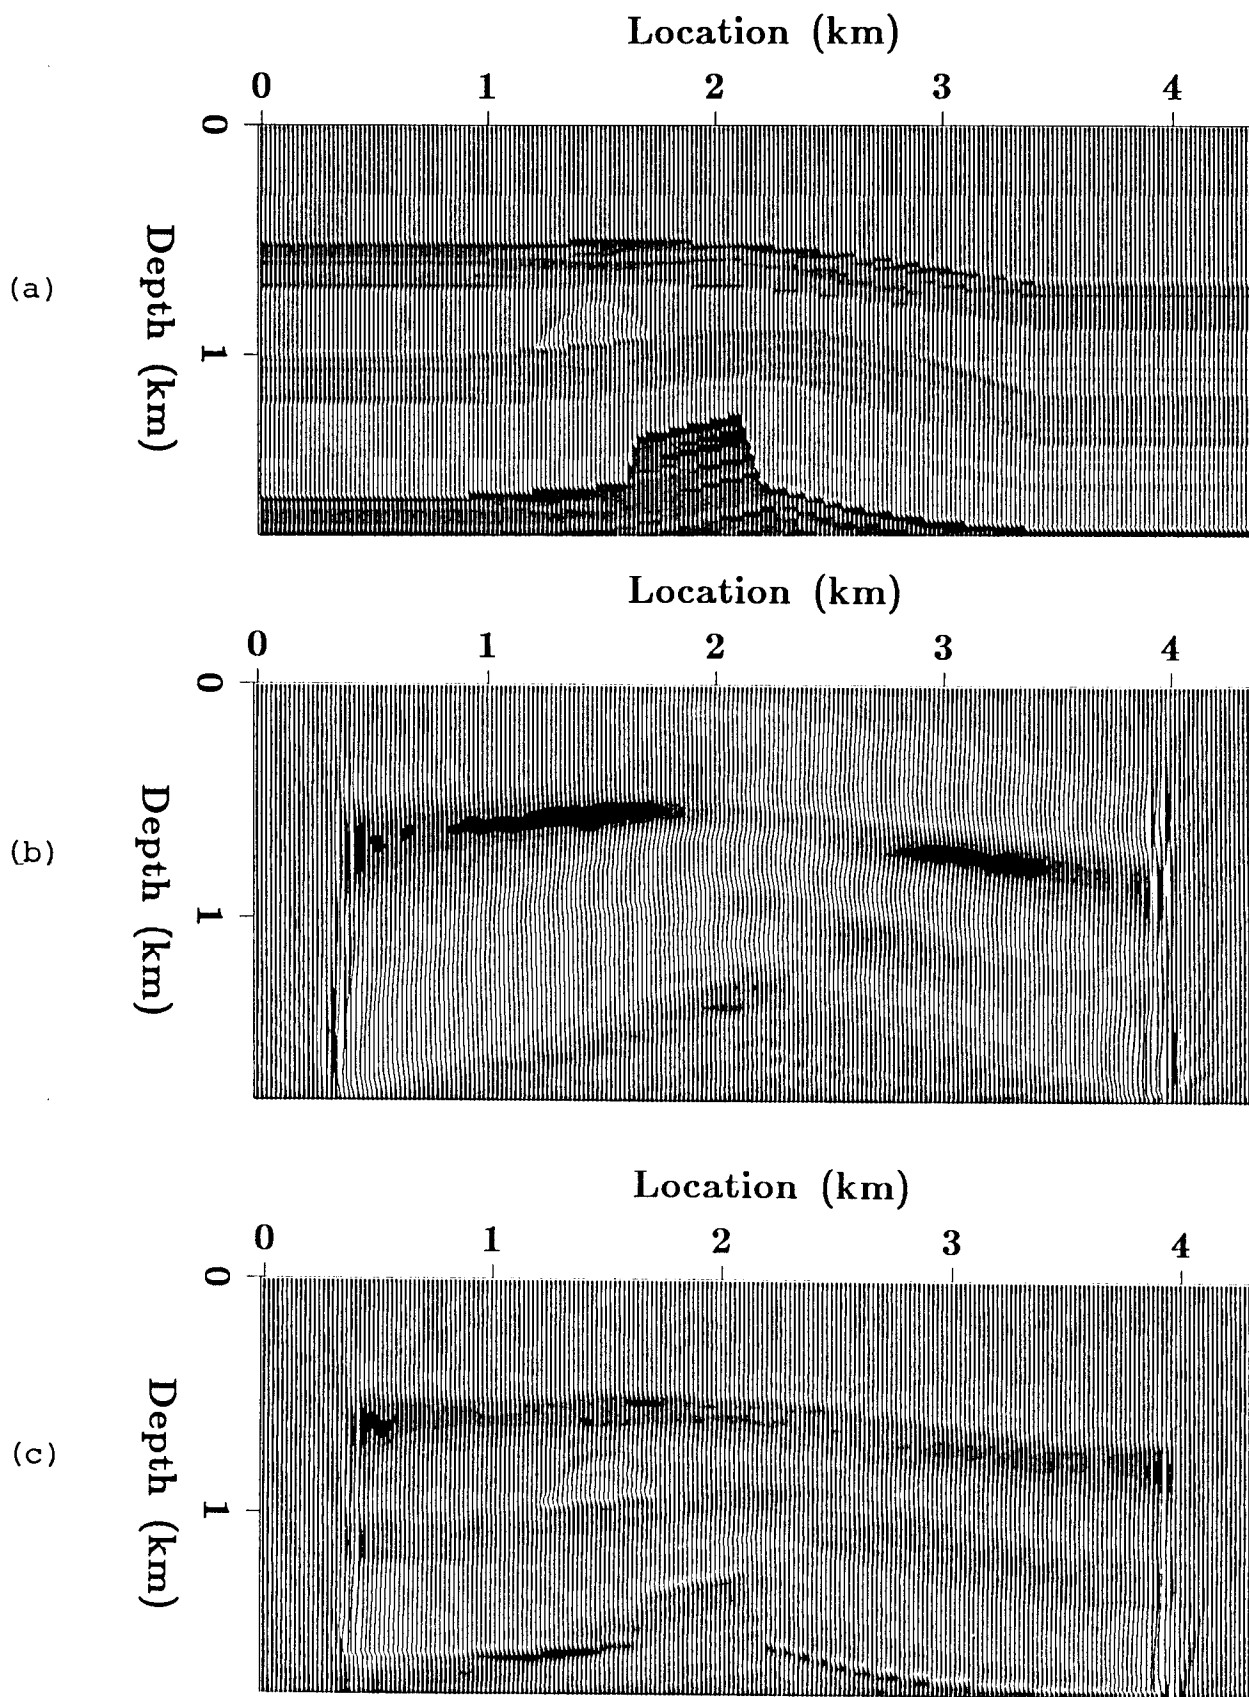 Location (km)
0 1 2 3 4
0
(a)
Depth (km)
1
Location (km)
0 1 2 3 4
0
(b)
Depth (km)
1
Location (km)
0 1 2 3 4
0
(c)
Depth (km)
1